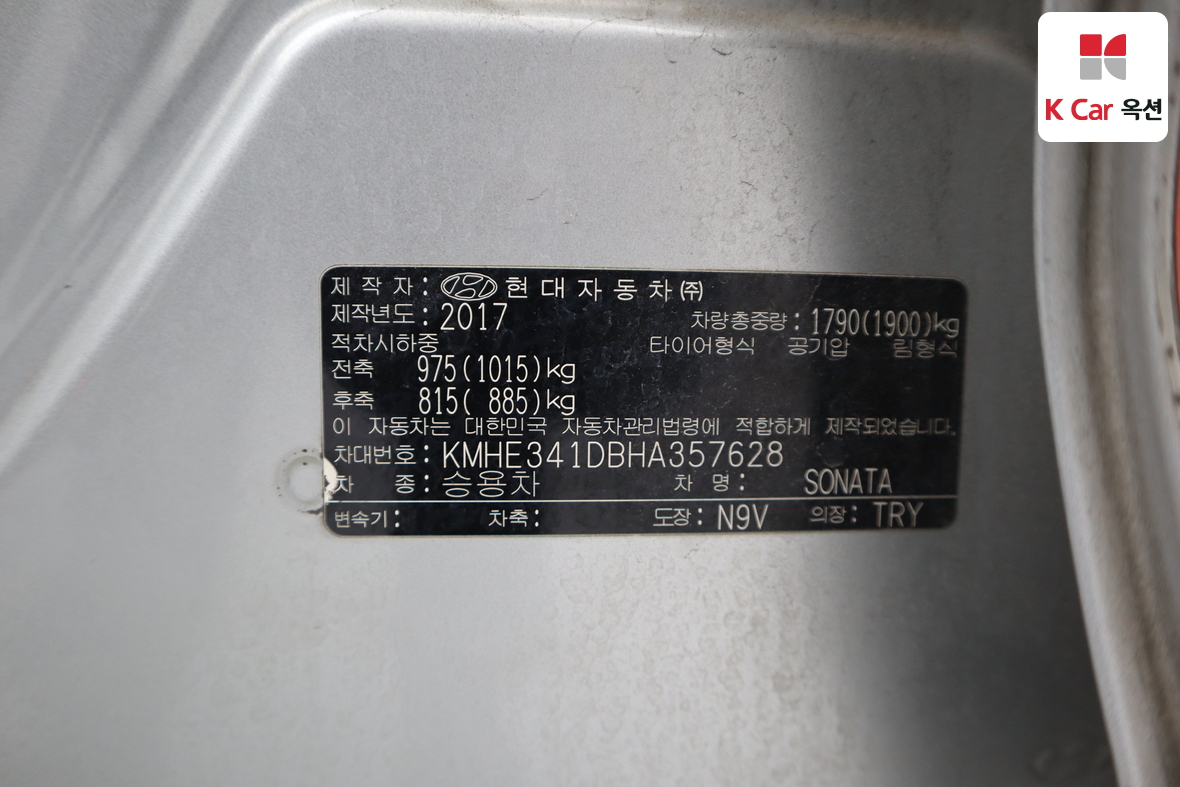 K Car 옥션
제 작 자 : 현 대 자 동 차 ㈜
제작년도 : 2017 차량총중량 : 1790(1900)kg
적차시하중 타이어형식 공기압 림형식
전축 975(1015)kg
후축 815( 885)kg
이 자동차는 대한민국 자동차관리법령에 적합하게 제작되었습니다.
차대번호 : KMHE341DBHA357628
차 종 : 승용차 차 명 : SONATA
변속기 : 차축 : 도장 : N9V 의장 : TRY